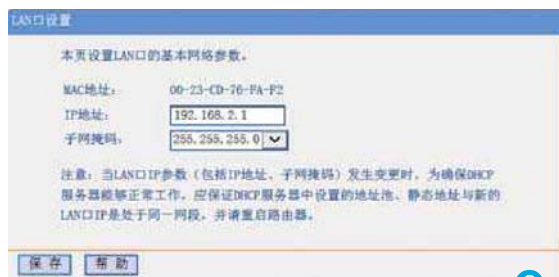 LAN口设置
本页设置LAN口的基本网络参数。
MAC地址: 00-23-CD-76-FA-F2
IP地址: 192.168.2.1
子网掩码: 255.255.255.0
注意: 当LAN口IP参数(包括IP地址、子网掩码)发生变更时, 为确保DHCP
服务器能够正常工作, 应保证DHCP服务器中设置的地址池、静态地址与新的
LAN口IP是处于同一网段, 并请重启路由器。
保存 帮助